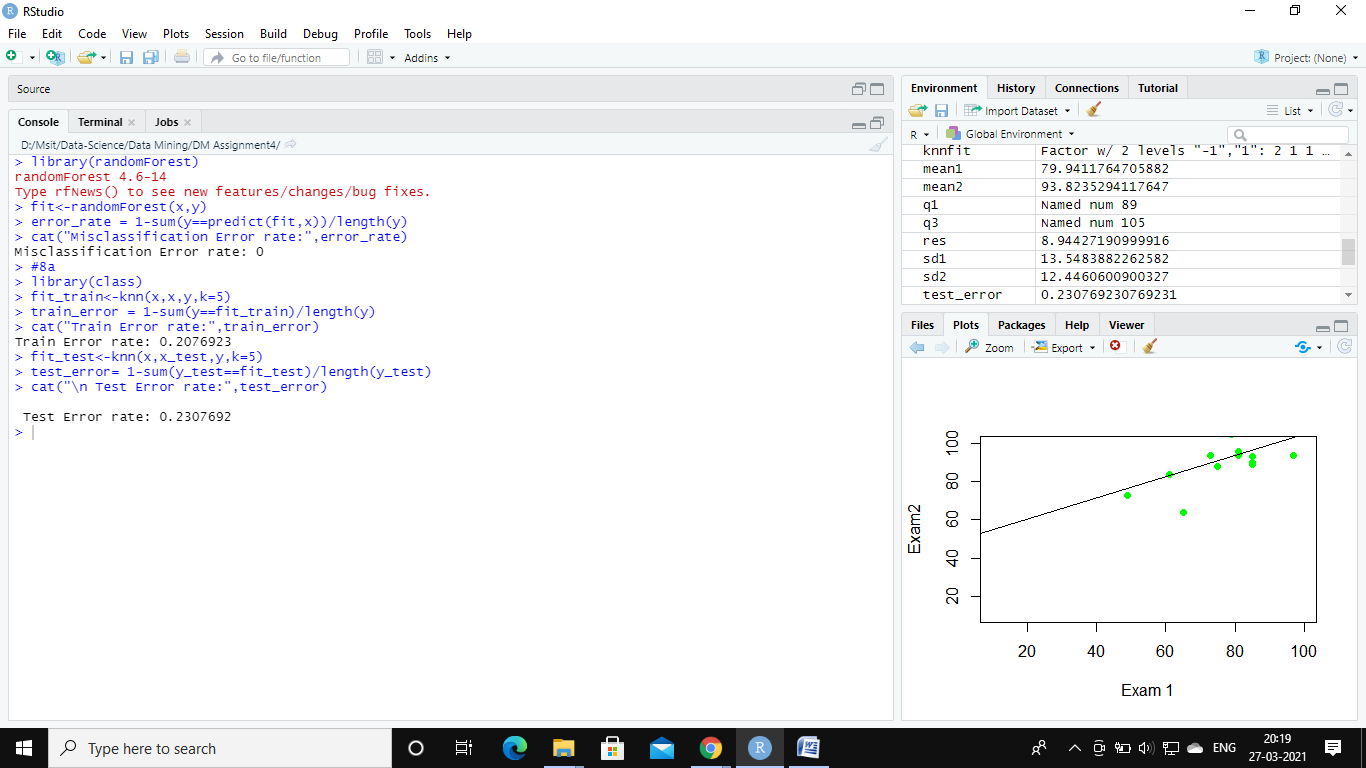 RStudio
File Edit Code View Plots Session Build Debug Profile Tools Help
Go to file/function Addins Project: (None)
Source
Console Terminal Jobs
D:/Msit/Data-Science/Data Mining/DM Assignment4/
> library(randomForest)
randomForest 4.6-14
Type rfNews() to see new features/changes/bug fixes.
> fit<-randomForest(x,y)
> error_rate = 1-sum(y==predict(fit,x))/length(y)
> cat("Misclassification Error rate:",error_rate)
Misclassification Error rate: 0
> #8a
> library(class)
> fit_train<-knn(x,x,y,k=5)
> train_error = 1-sum(y==fit_train)/length(y)
> cat("Train Error rate:",train_error)
Train Error rate: 0.2076923
> fit_test<-knn(x,x_test,y,k=5)
> test_error= 1-sum(y_test==fit_test)/length(y_test)
> cat("\n Test Error rate:",test_error)
Test Error rate: 0.2307692
>
Environment History Connections Tutorial
Import Dataset List
R Global Environment
knnfit Factor w/ 2 levels "-1","1": 2 1 1 …
mean1 79.9411764705882
mean2 93.8235294117647
q1 Named num 89
q3 Named num 105
res 8.94427190999916
sd1 13.5483882262582
sd2 12.4460600900327
test_error 0.230769230769231
Files Plots Packages Help Viewer
Zoom Export
100
80
60
40
20
Exam2
20 40 60 80 100
Exam 1
Type here to search
ENG
20:19
27-03-2021